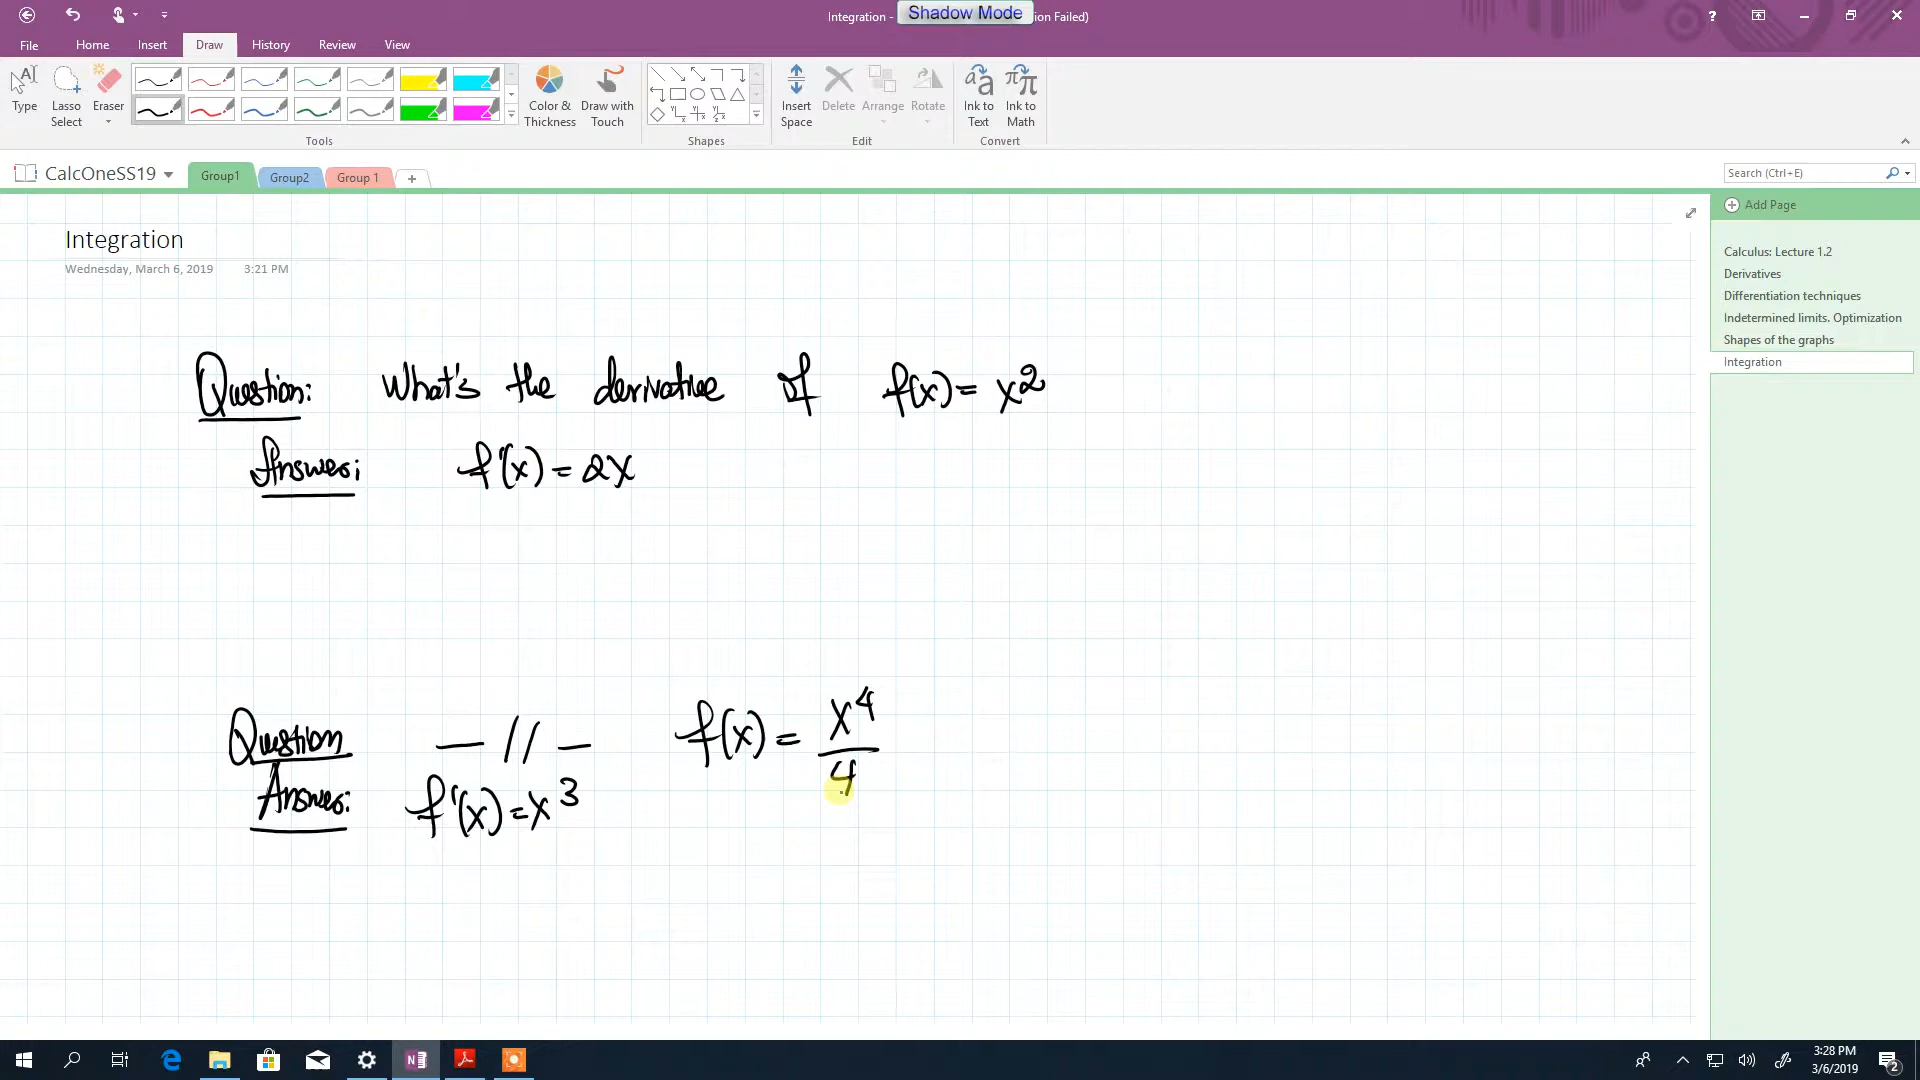 Integration -
Shadow Mode
ion Failed)
File Home Insert Draw History Review View
Type
Lasso Select
Eraser
Color & Thickness
Draw with Touch
Insert Space
Delete
Arrange
Rotate
Ink to Text
Ink to Math
Tools Shapes Edit Convert
CalcOneSS19 Group1 Group2 Group 1
Search (Ctrl+E)
Add Page
Calculus: Lecture 1.2
Derivatives
Differentiation techniques
Indetermined limits. Optimization
Shapes of the graphs
Integration
Integration
Wednesday, March 6, 2019 3:21 PM
Question: What's the derivative of f(x) = x²
Answer: f'(x) = 2x
Question — // — f(x) = x⁴/4
Answer: f'(x) = x³
3:28 PM
3/6/2019
2